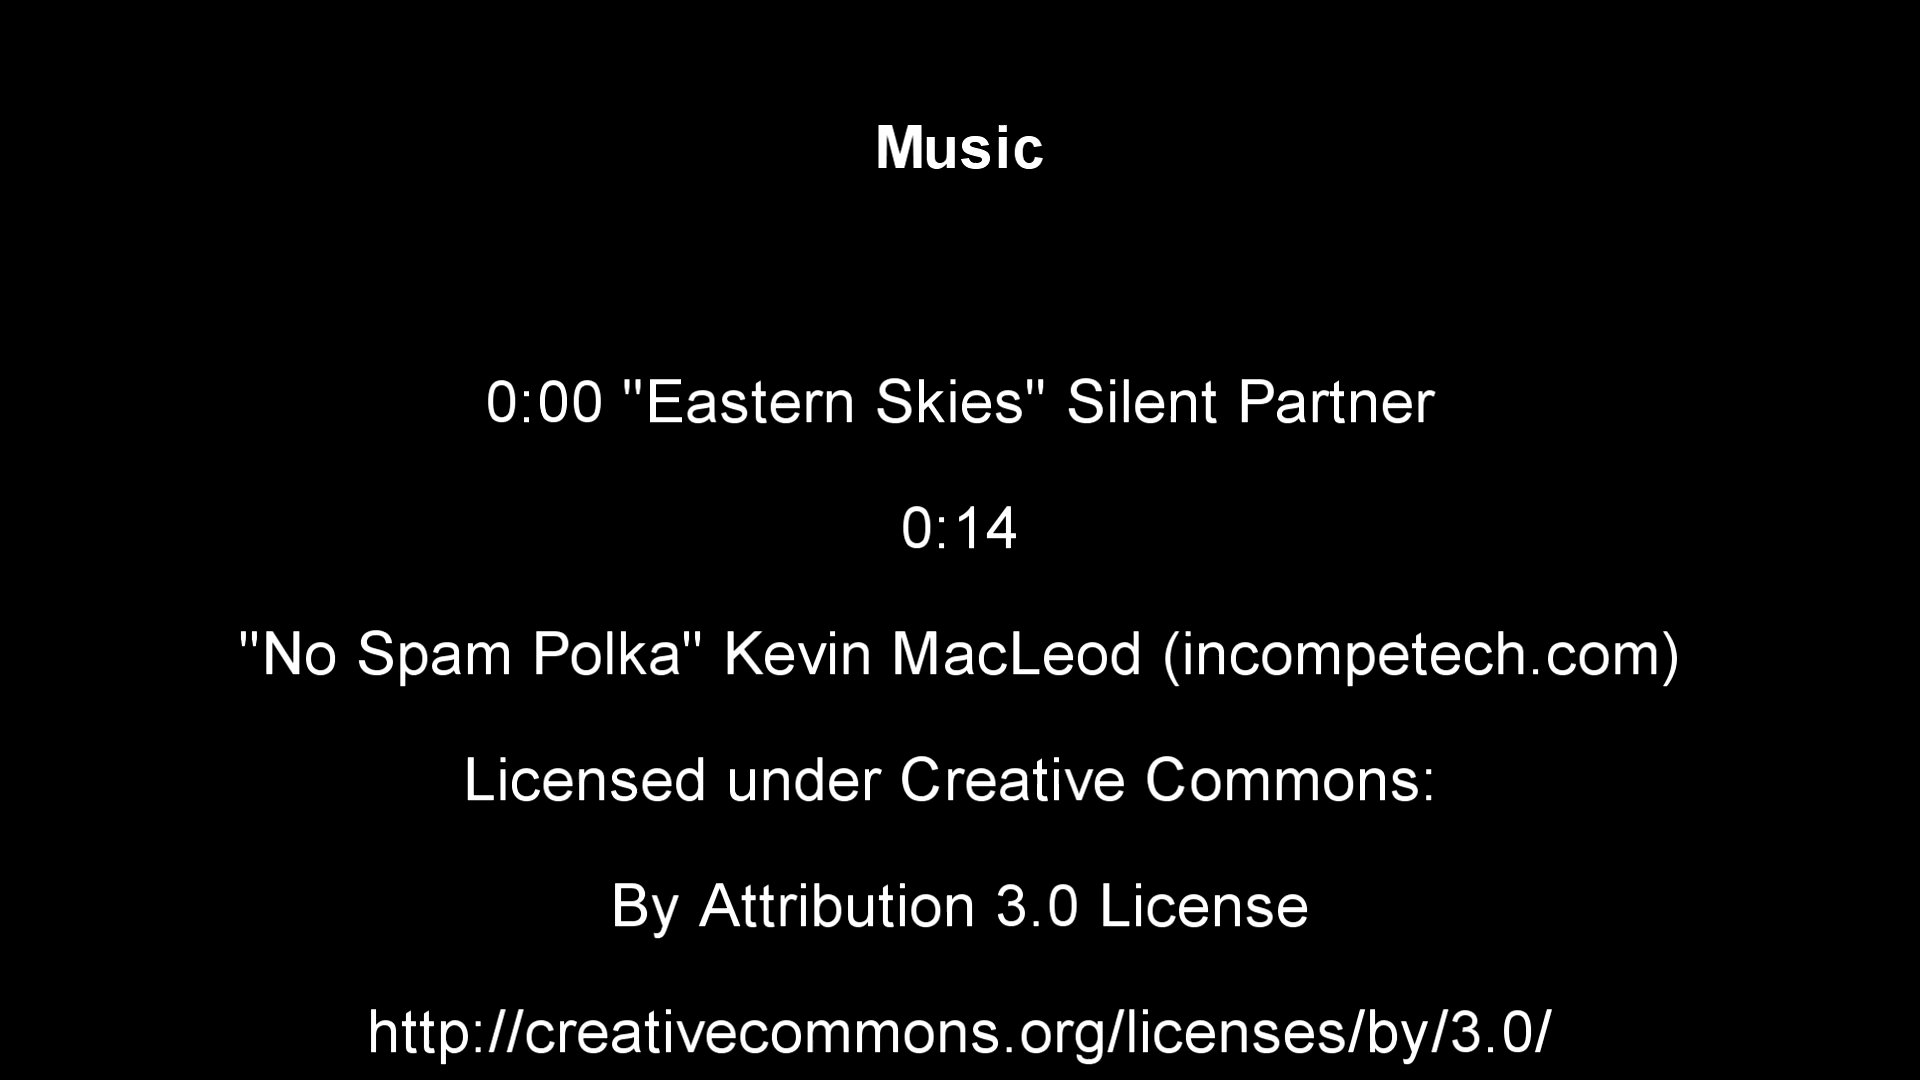 Music
0:00 "Eastern Skies" Silent Partner
0:14
"No Spam Polka" Kevin MacLeod (incompetech.com)
Licensed under Creative Commons:
By Attribution 3.0 License
http://creativecommons.org/licenses/by/3.0/